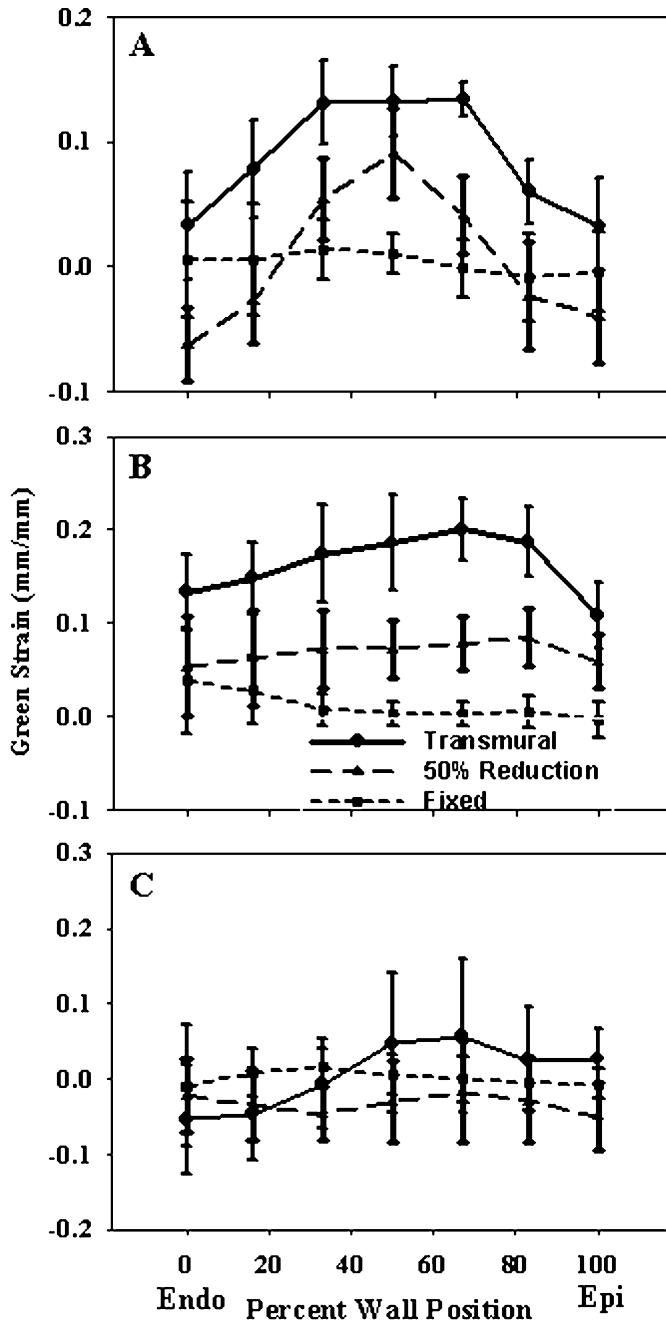 0.2
A
0.1
0.0
-0.1
0.3
B
0.2
0.1
0.0
-0.1
Transmural
50% Reduction
Fixed
Green Strain (mm/mm)
0.3
C
0.2
0.1
0.0
-0.1
-0.2
0 20 40 60 80 100
Endo Percent Wall Position Epi